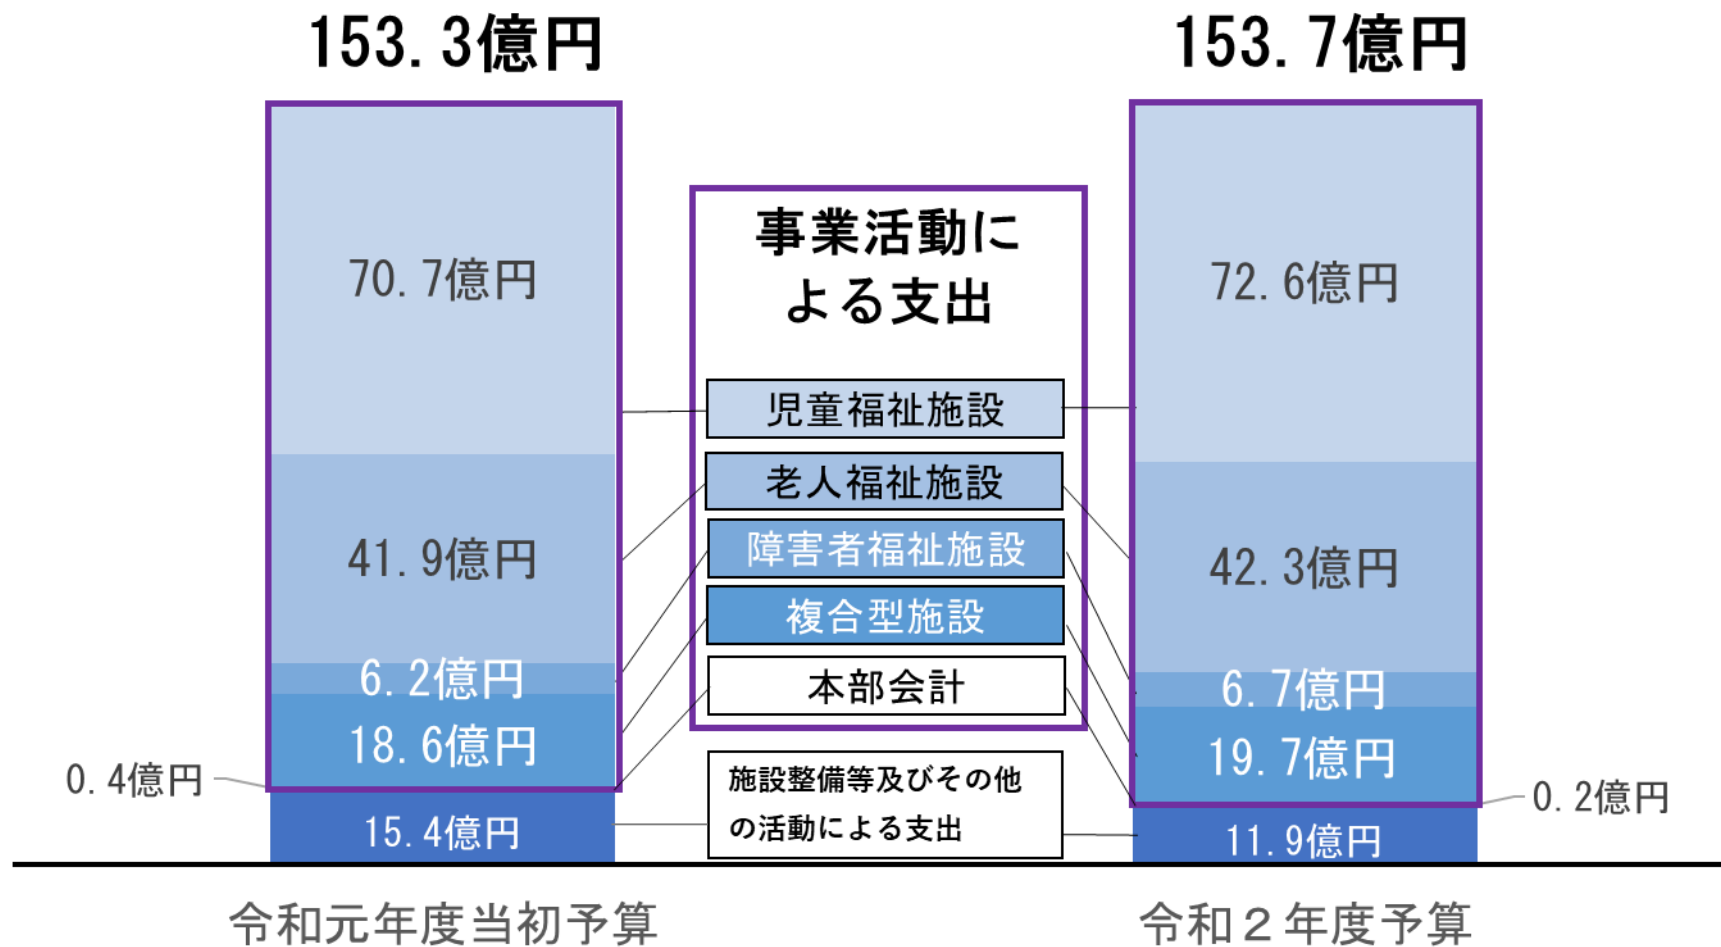 153.3億円
153.7億円
事業活動に
よる支出
70.7億円
72.6億円
児童福祉施設
老人福祉施設
41.9億円
42.3億円
障害者福祉施設
複合型施設
6.2億円
6.7億円
本部会計
18.6億円
19.7億円
0.4億円
0.2億円
施設整備等及びその他
の活動による支出
15.4億円
11.9億円
令和元年度当初予算
令和２年度予算